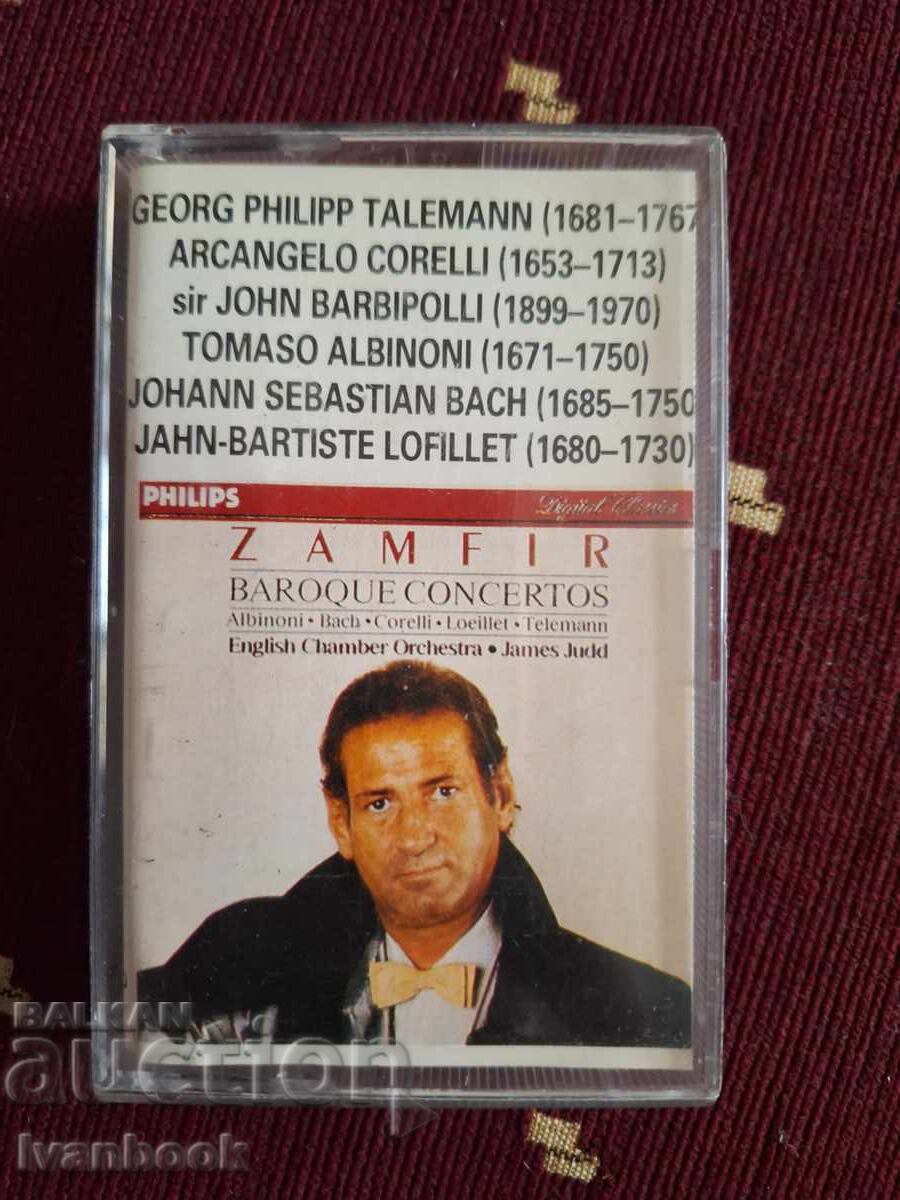 GEORG PHILIPP TALEMANN (1681–1767
ARCANGELO CORELLI (1653–1713)
sir JOHN BARBIPOLLI (1899–1970)
TOMASO ALBINONI (1671–1750)
JOHANN SEBASTIAN BACH (1685–1750
JAHN-BARTISTE LOFILLET (1680–1730)
PHILIPS Digital Classics
ZAMFIR
BAROQUE CONCERTOS
Albinoni • Bach • Corelli • Loeillet • Telemann
English Chamber Orchestra • James Judd
BALKAN
auction
Ivanbook